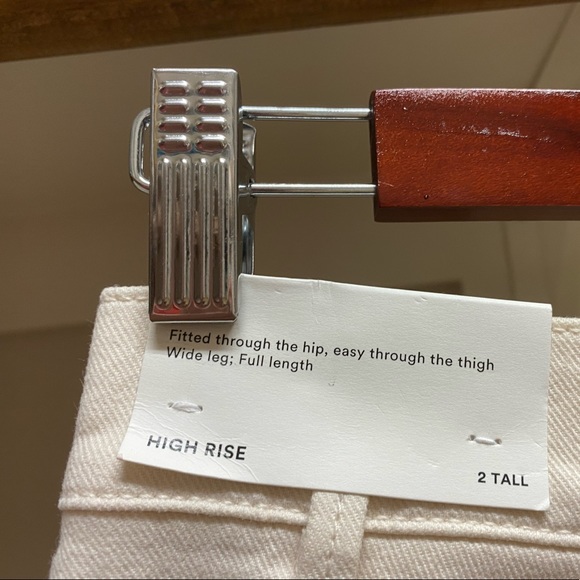 Fitted through the hip, easy through the thigh
Wide leg; Full length
HIGH RISE
2 TALL